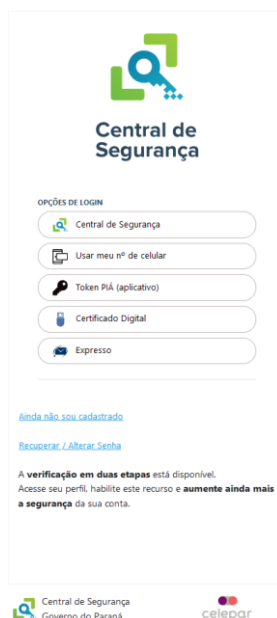 Central de
Segurança
OPÇÕES DE LOGIN
Central de Segurança
Usar meu nº de celular
Token PIÁ (aplicativo)
Certificado Digital
Expresso
Ainda não sou cadastrado
Recuperar / Alterar Senha
A verificação em duas etapas está disponível.
Acesse seu perfil, habilite este recurso e aumente ainda mais
a segurança da sua conta.
Central de Segurança
Governo do Paraná
celepar